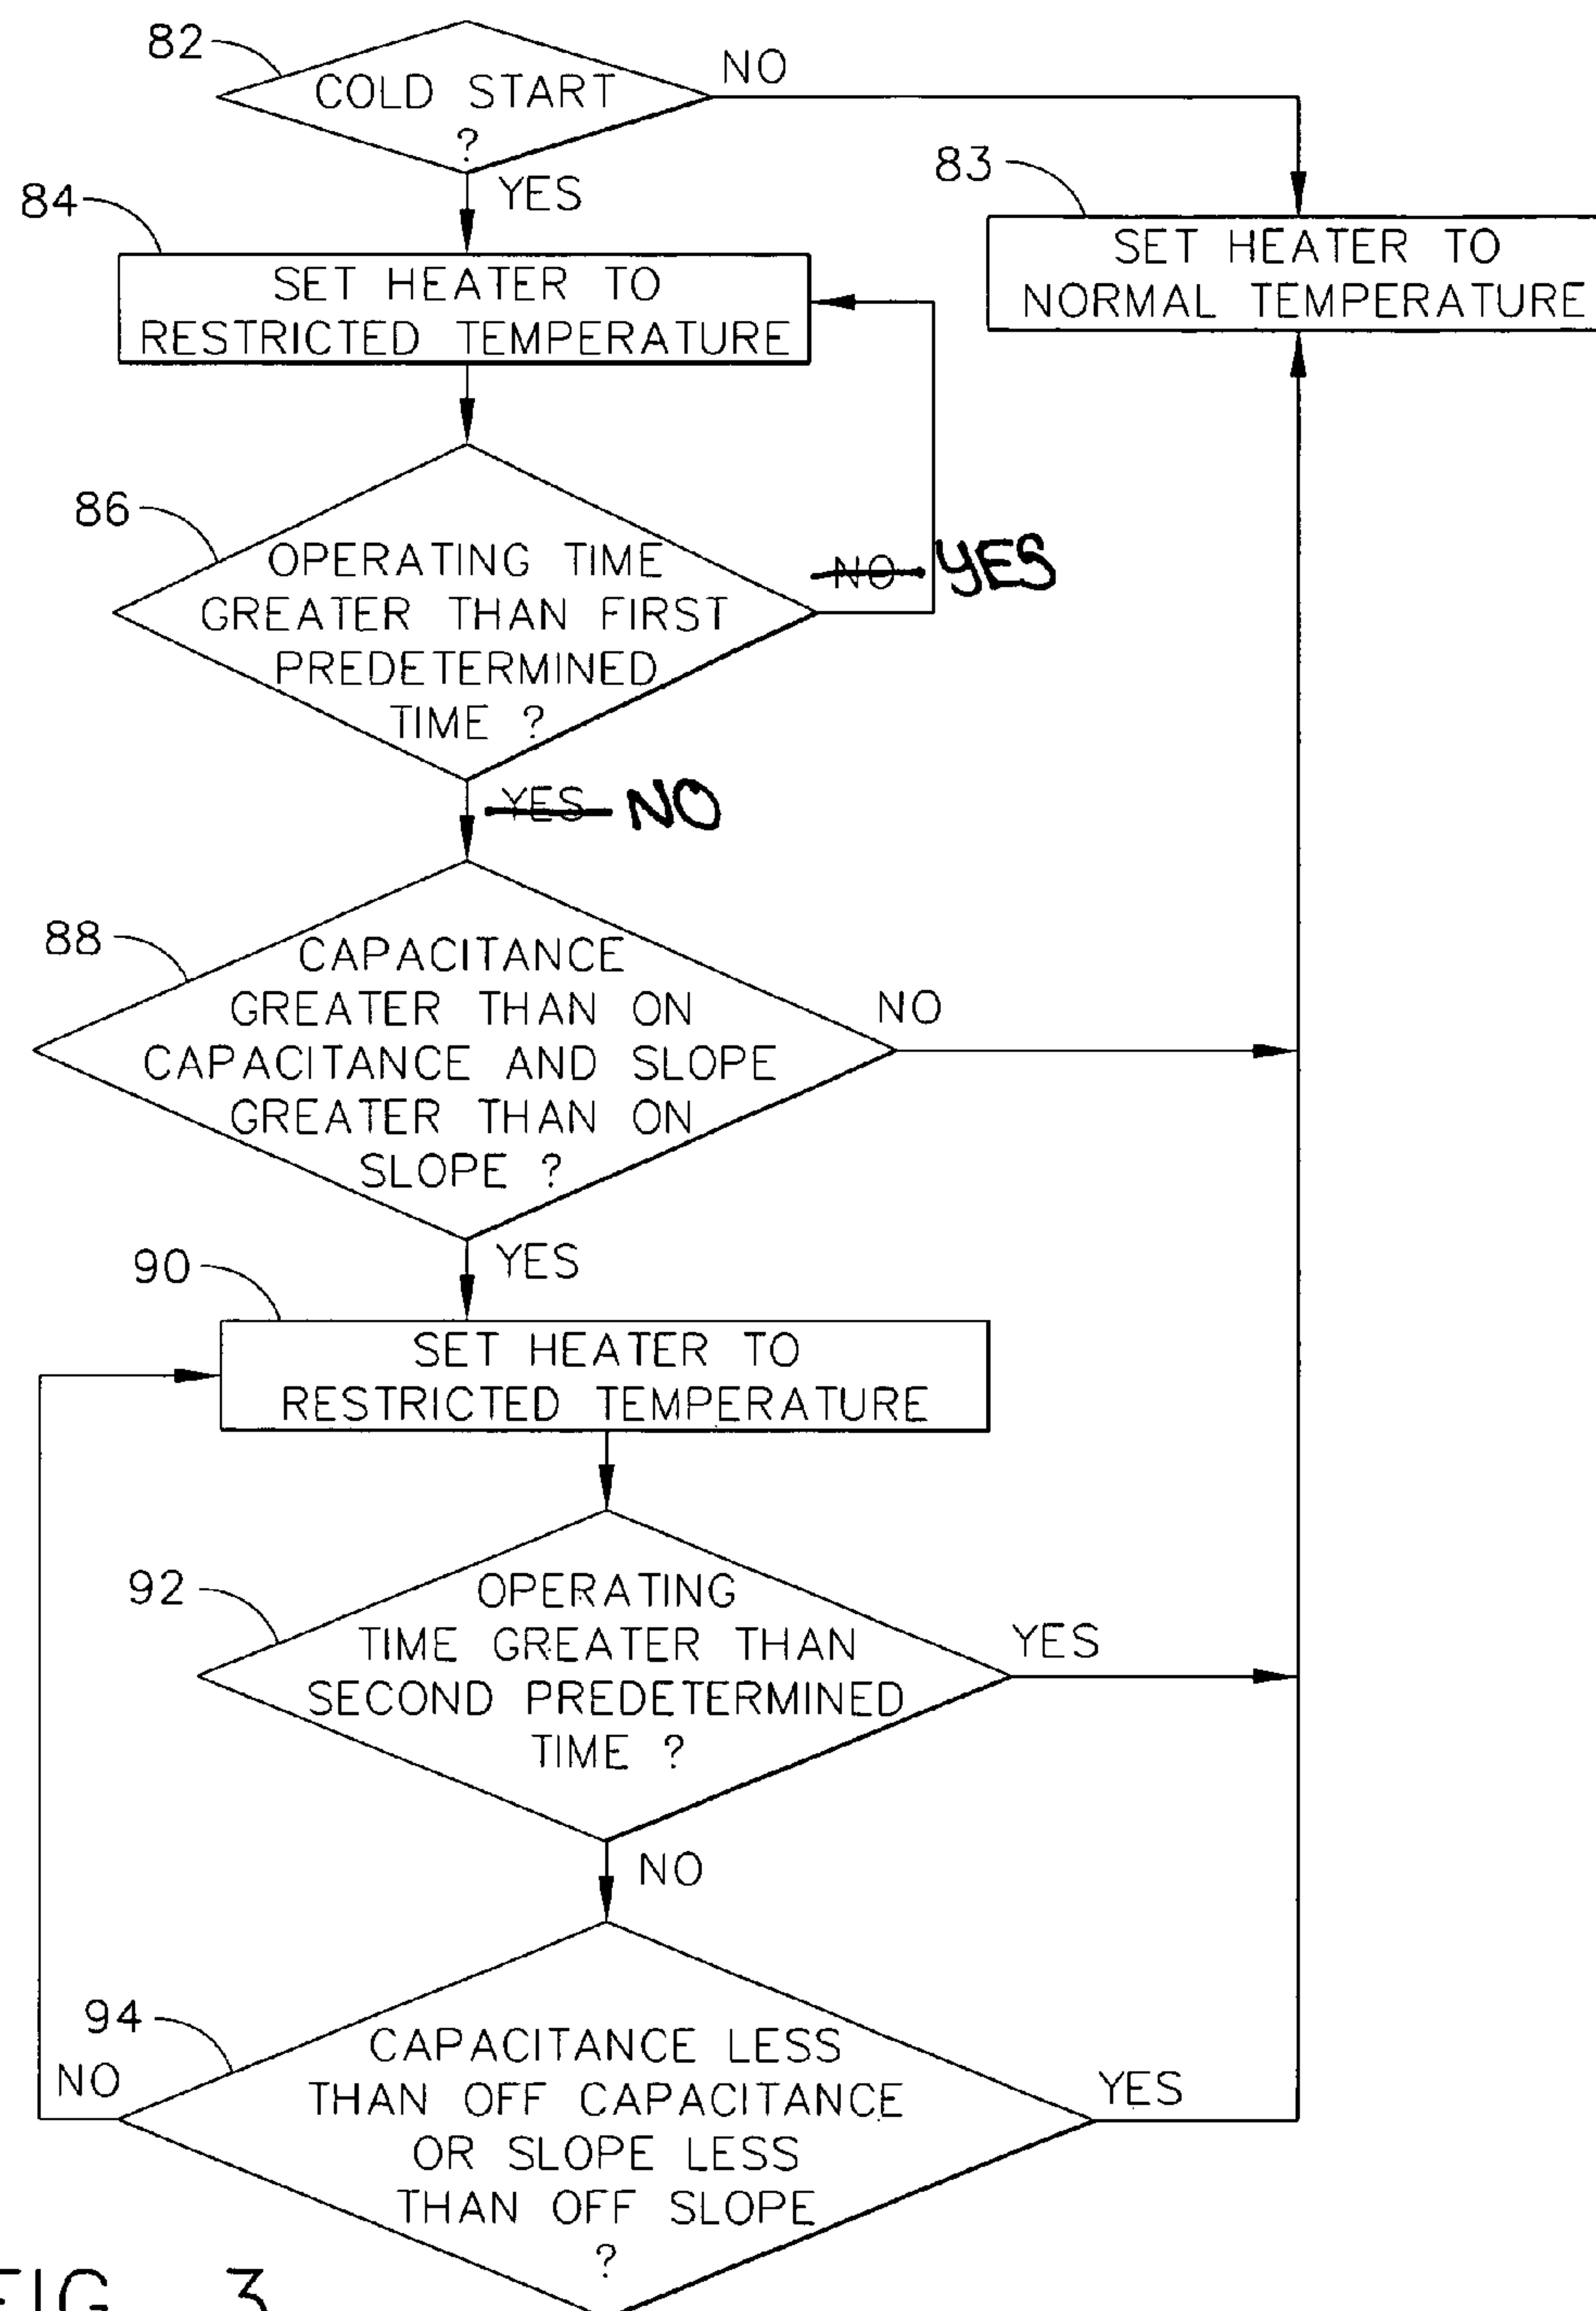 82
COLD START
?
NO
YES
83
SET HEATER TO
NORMAL TEMPERATURE
84
SET HEATER TO
RESTRICTED TEMPERATURE
86
OPERATING TIME
GREATER THAN FIRST
PREDETERMINED
TIME ?
NO YES
YES NO
88
CAPACITANCE
GREATER THAN ON
CAPACITANCE AND SLOPE
GREATER THAN ON
SLOPE ?
NO
YES
90
SET HEATER TO
RESTRICTED TEMPERATURE
92
OPERATING
TIME GREATER THAN
SECOND PREDETERMINED
TIME ?
YES
NO
94
CAPACITANCE LESS
THAN OFF CAPACITANCE
OR SLOPE LESS
THAN OFF SLOPE
?
NO
YES
FIG. 3